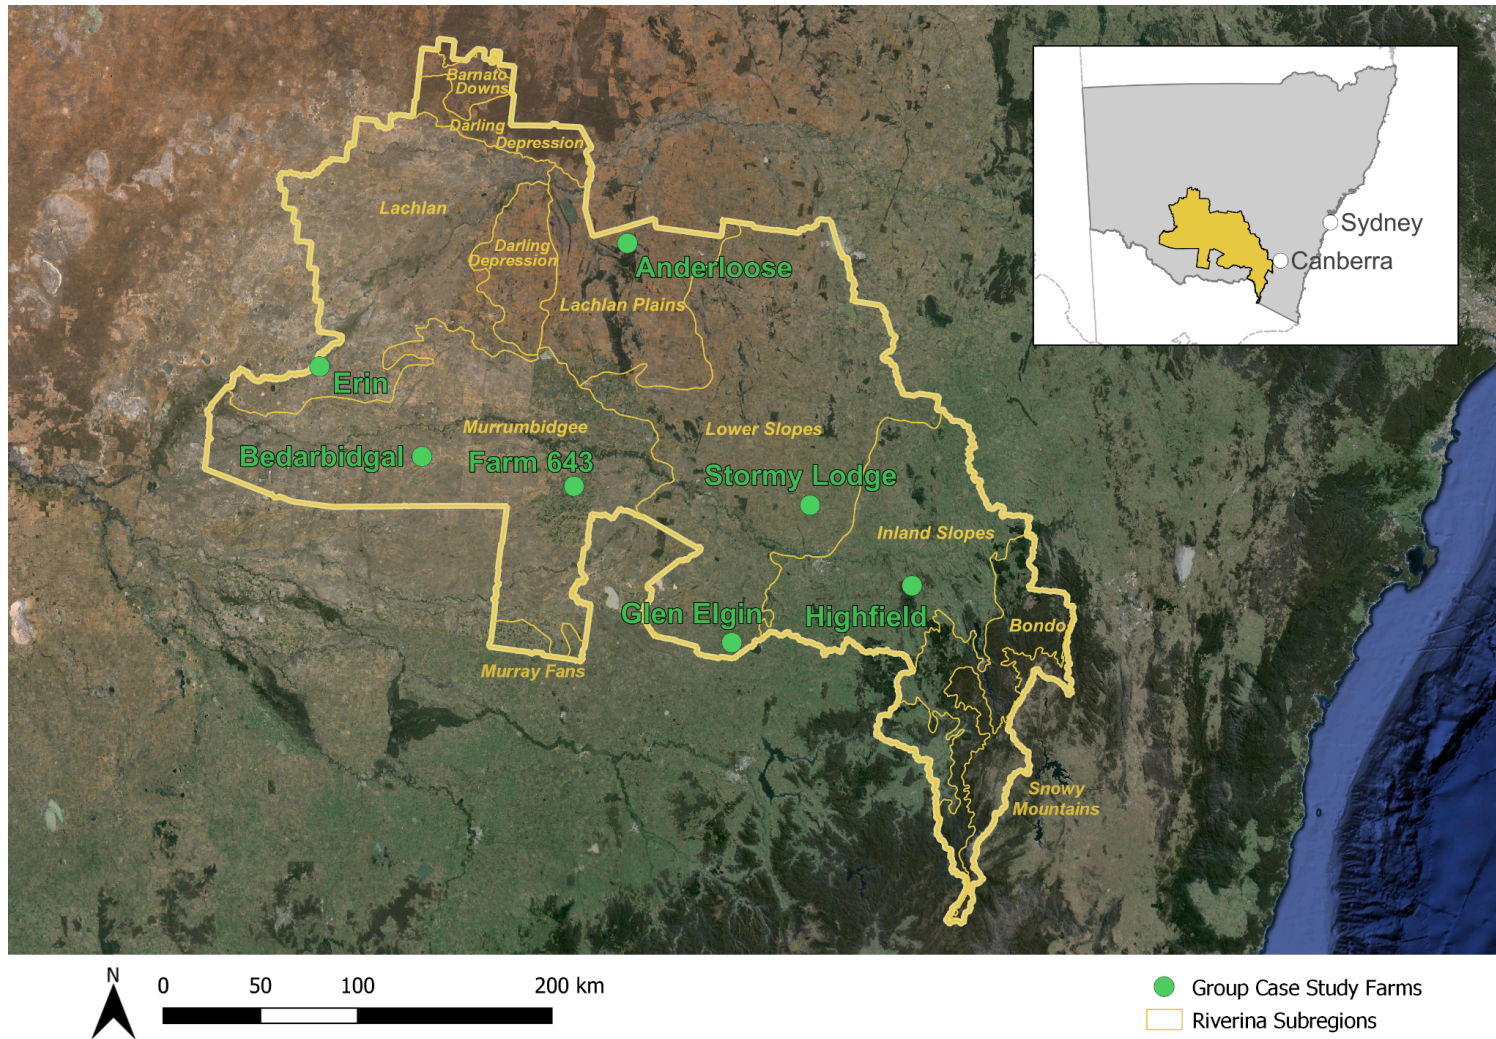 Barnato
Downs
Darling
Depression
Lachlan
Darling
Depression
Anderloose
Lachlan Plains
Erin
Murrumbidgee
Lower Slopes
Bedarbidgal
Farm 643
Stormy Lodge
Inland Slopes
Glen Elgin
Highfield
Bondo
Murray Fans
Snowy
Mountains
Sydney
Canberra
N
0 50 100 200 km
Group Case Study Farms
Riverina Subregions